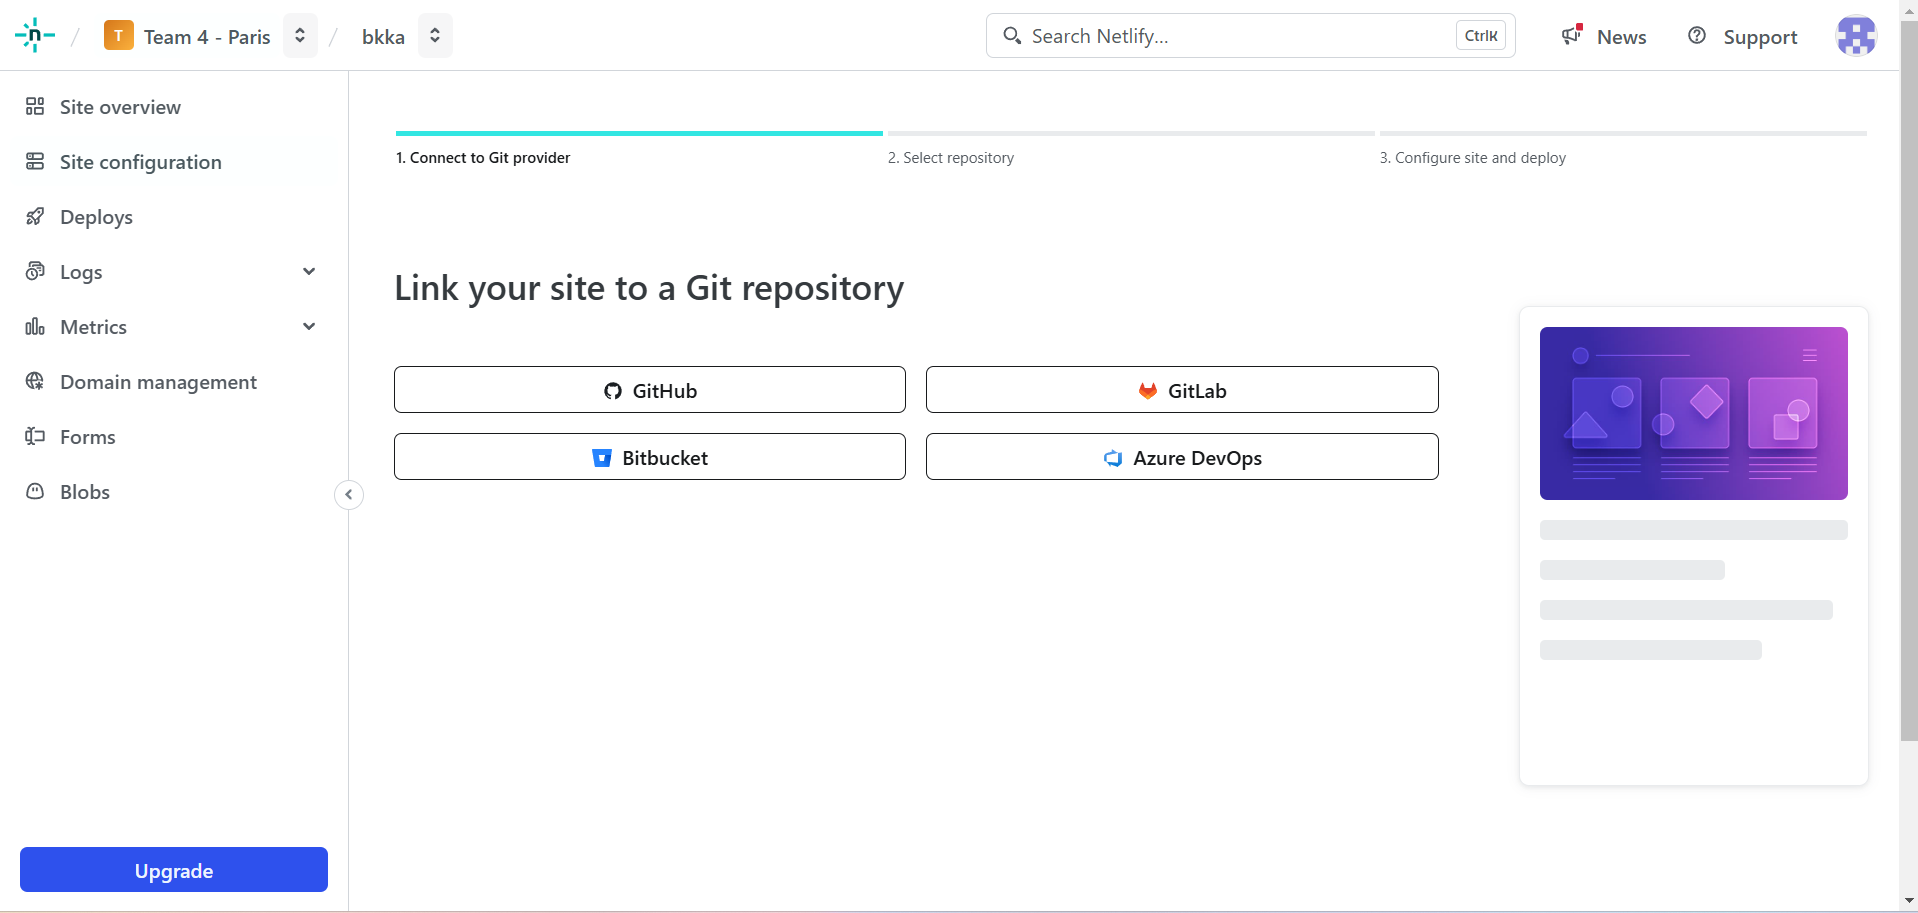 n / T Team 4 - Paris / bkka
Search Netlify...
CtrlK
News
Support
Site overview
Site configuration
Deploys
Logs
Metrics
Domain management
Forms
Blobs
Upgrade
1. Connect to Git provider
2. Select repository
3. Configure site and deploy
Link your site to a Git repository
GitHub
GitLab
Bitbucket
Azure DevOps